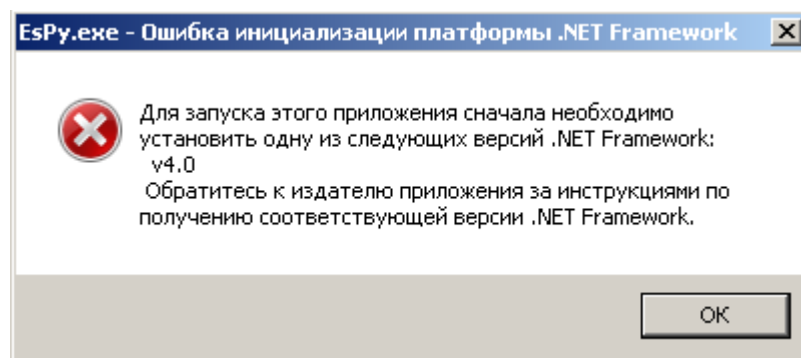 EsPy.exe - Ошибка инициализации платформы .NET Framework
Для запуска этого приложения сначала необходимо
установить одну из следующих версий .NET Framework:
v4.0
Обратитесь к издателю приложения за инструкциями по
получению соответствующей версии .NET Framework.
ОК